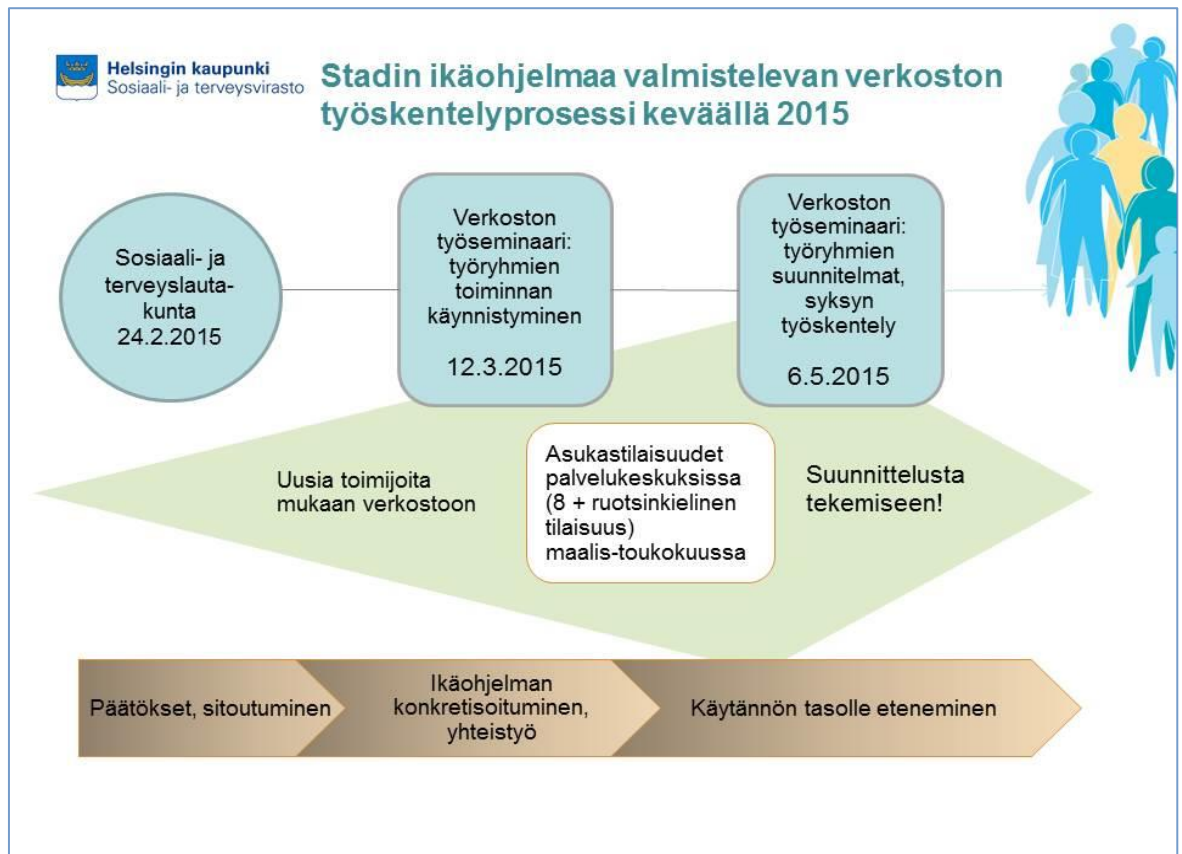 Helsingin kaupunki
Sosiaali- ja terveysvirasto
Stadin ikäohjelmaa valmistelevan verkoston
työskentelyprosessi keväällä 2015
Sosiaali- ja
terveyslauta-
kunta
24.2.2015
Verkoston
työseminaari:
työryhmien
toiminnan
käynnistyminen
12.3.2015
Verkoston
työseminaari:
työryhmien
suunnitelmat,
syksyn
työskentely
6.5.2015
Uusia toimijoita
mukaan verkostoon
Asukastilaisuudet
palvelukeskuksissa
(8 + ruotsinkielinen
tilaisuus)
maalis-toukokuussa
Suunnittelusta
tekemiseen!
Päätökset, sitoutuminen
Ikäohjelman
konkretisoituminen,
yhteistyö
Käytännön tasolle eteneminen